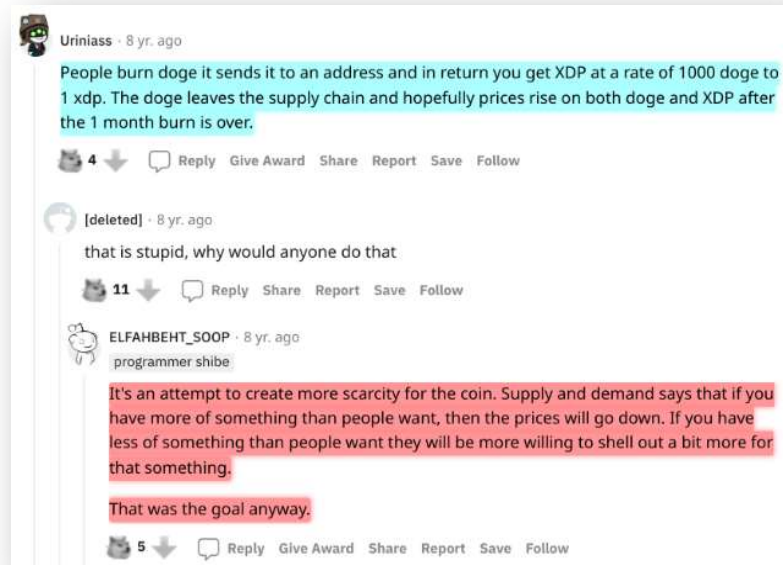 Uriniass · 8 yr. ago
People burn doge it sends it to an address and in return you get XDP at a rate of 1000 doge to
1 xdp. The doge leaves the supply chain and hopefully prices rise on both doge and XDP after
the 1 month burn is over.
4 Reply Give Award Share Report Save Follow
[deleted] · 8 yr. ago
that is stupid, why would anyone do that
11 Reply Share Report Save Follow
ELFAHBEHT_SOOP · 8 yr. ago
programmer shibe
It's an attempt to create more scarcity for the coin. Supply and demand says that if you
have more of something than people want, then the prices will go down. If you have
less of something than people want they will be more willing to shell out a bit more for
that something.
That was the goal anyway.
5 Reply Give Award Share Report Save Follow